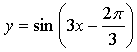 y = sin(3x − 2π/3)